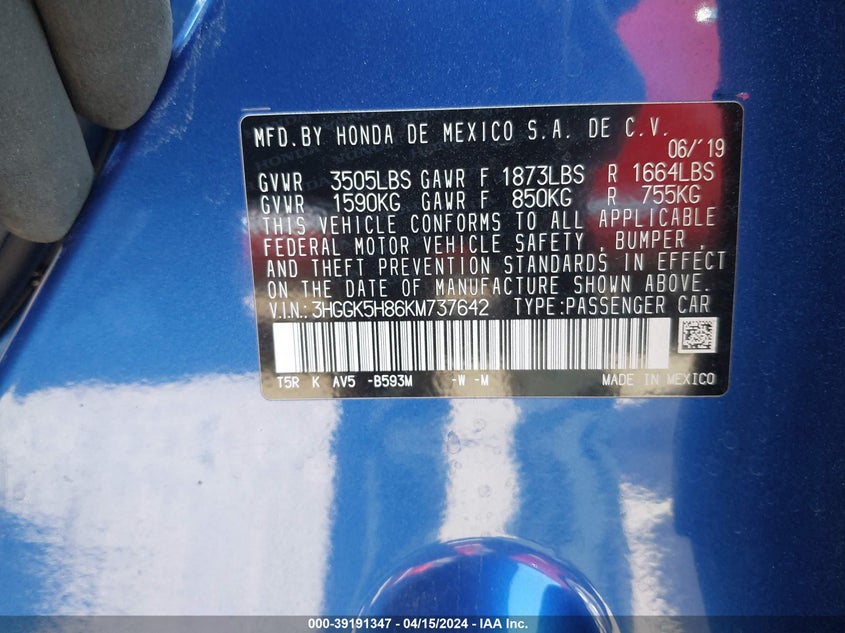 MFD.BY HONDA DE MEXICO S.A. DE C.V.
06/'19
GVWR 3505LBS GAWR F 1873LBS R 1664LBS
GVWR 1590KG GAWR F 850KG R 755KG
THIS VEHICLE CONFORMS TO ALL APPLICABLE
FEDERAL MOTOR VEHICLE SAFETY , BUMPER ,
AND THEFT PREVENTION STANDARDS IN EFFECT
ON THE DATE OF MANUFACTURE SHOWN ABOVE.
V.I.N.: 3HGGK5H86KM737642 TYPE:PASSENGER CAR
T5R K AV5 -B593M -W -M MADE IN MEXICO
000-39191347 - 04/15/2024 - IAA Inc.